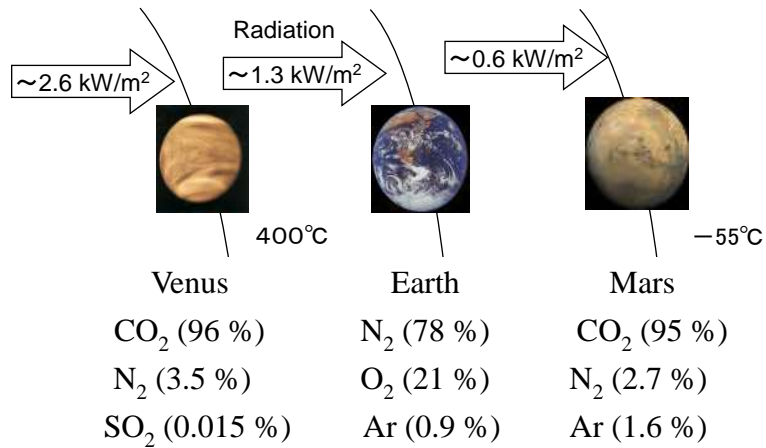 Radiation
~2.6 kW/m²
~1.3 kW/m²
~0.6 kW/m²
400℃
−55℃
Venus Earth Mars
CO₂ (96 %) N₂ (78 %) CO₂ (95 %)
N₂ (3.5 %) O₂ (21 %) N₂ (2.7 %)
SO₂ (0.015 %) Ar (0.9 %) Ar (1.6 %)